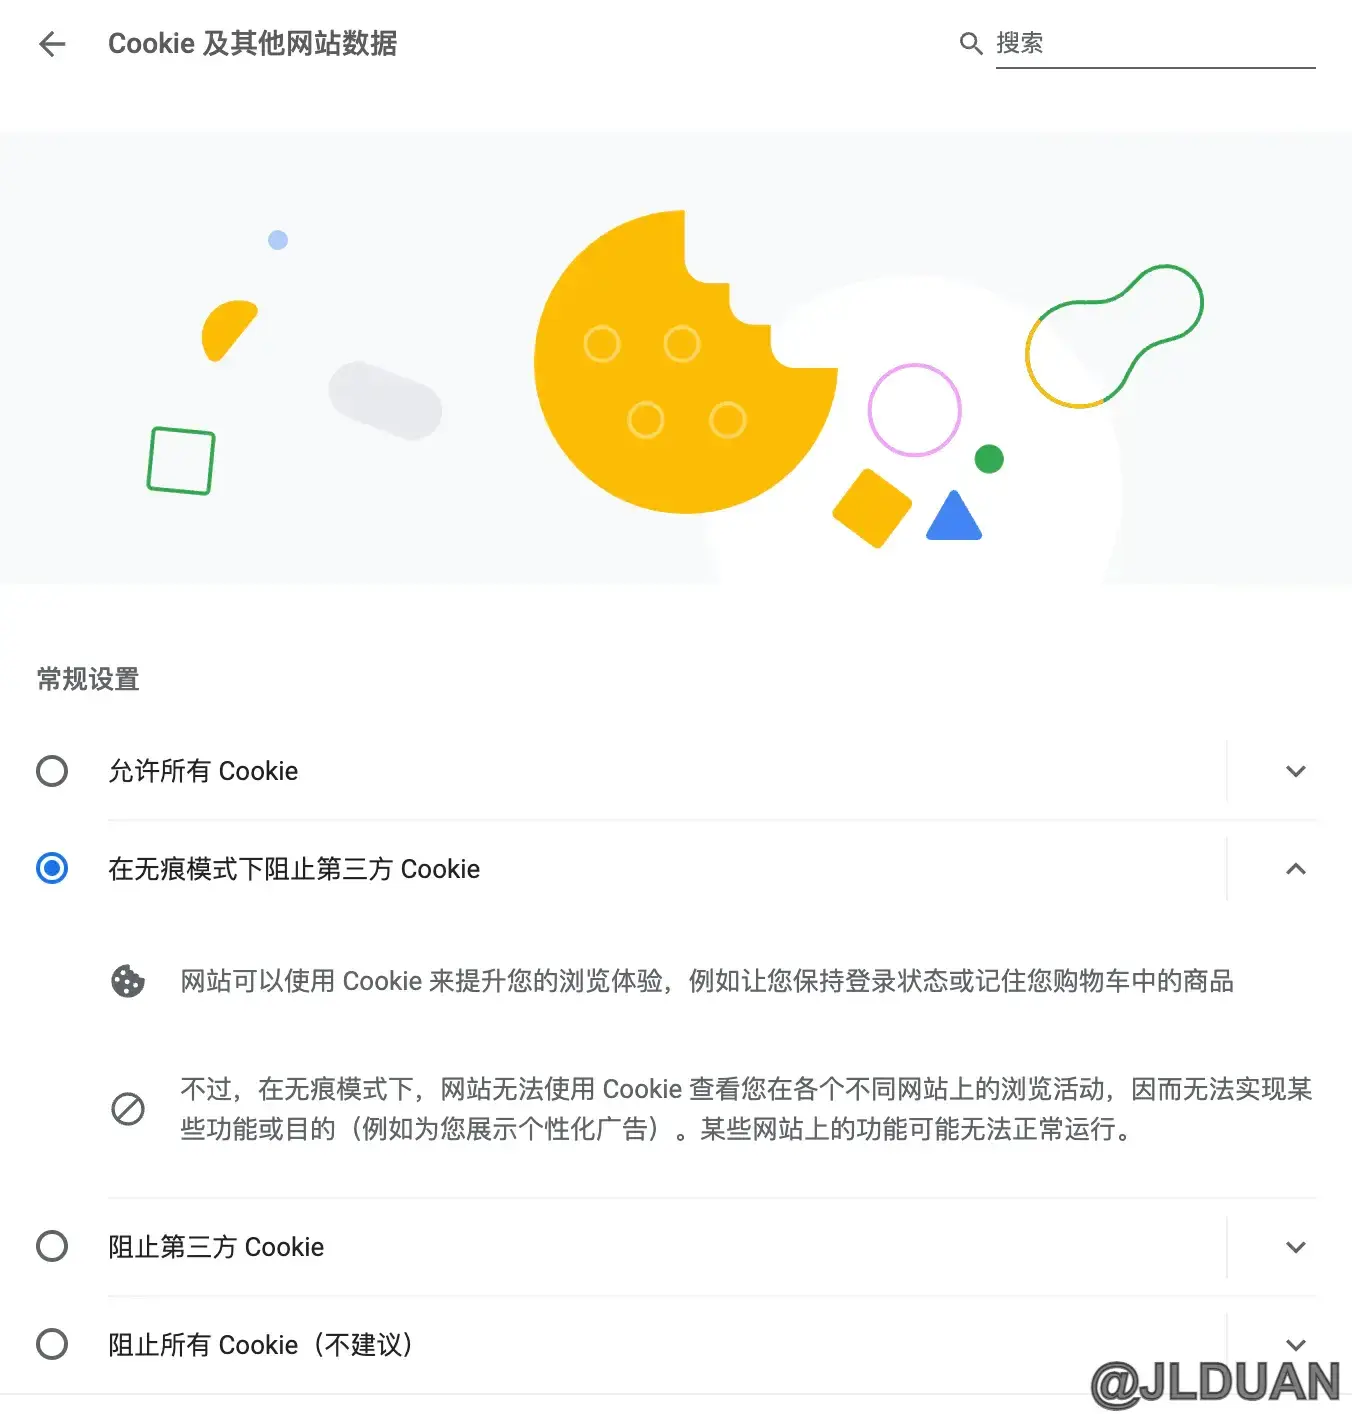 Cookie 及其他网站数据
搜索
常规设置
允许所有 Cookie
在无痕模式下阻止第三方 Cookie
网站可以使用 Cookie 来提升您的浏览体验，例如让您保持登录状态或记住您购物车中的商品
不过，在无痕模式下，网站无法使用 Cookie 查看您在各个不同网站上的浏览活动，因而无法实现某
些功能或目的（例如为您展示个性化广告）。某些网站上的功能可能无法正常运行。
阻止第三方 Cookie
阻止所有 Cookie（不建议）
@JLDUAN